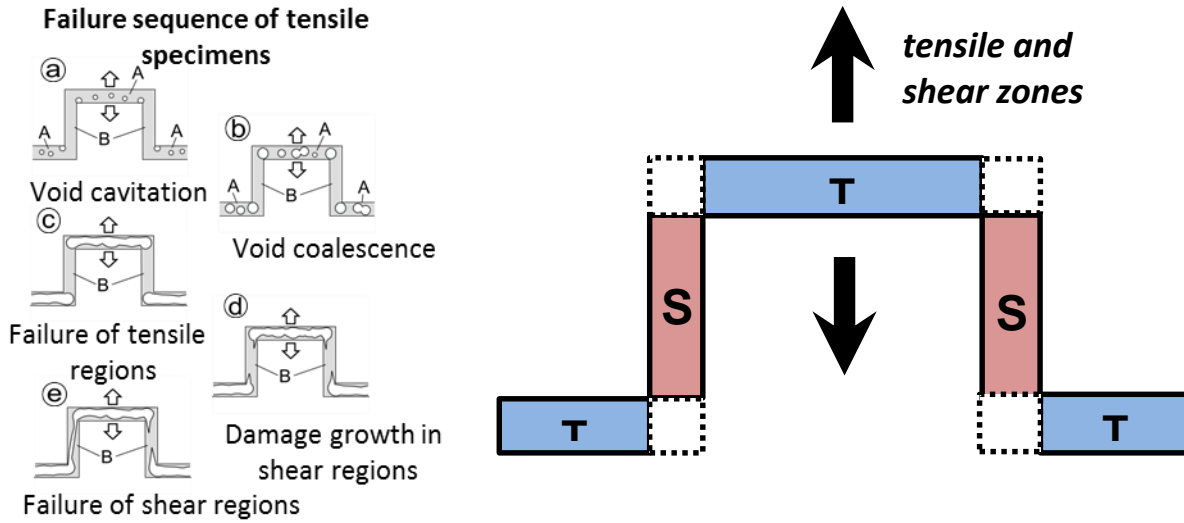 Failure sequence of tensile
specimens
a
A
A
B
A
Void cavitation
b
A
A
B
A
Void coalescence
c
B
Failure of tensile
regions
d
B
Damage growth in
shear regions
e
B
Failure of shear regions
tensile and
shear zones
T
S
S
T
T